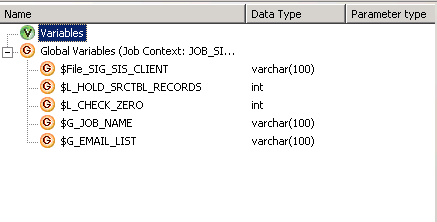 Name Data Type Parameter type
V Variables
G Global Variables (Job Context: JOB_SI...
G $File_SIG_SIS_CLIENT varchar(100)
G $L_HOLD_SRCTBL_RECORDS int
G $L_CHECK_ZERO int
G $G_JOB_NAME varchar(100)
G $G_EMAIL_LIST varchar(100)